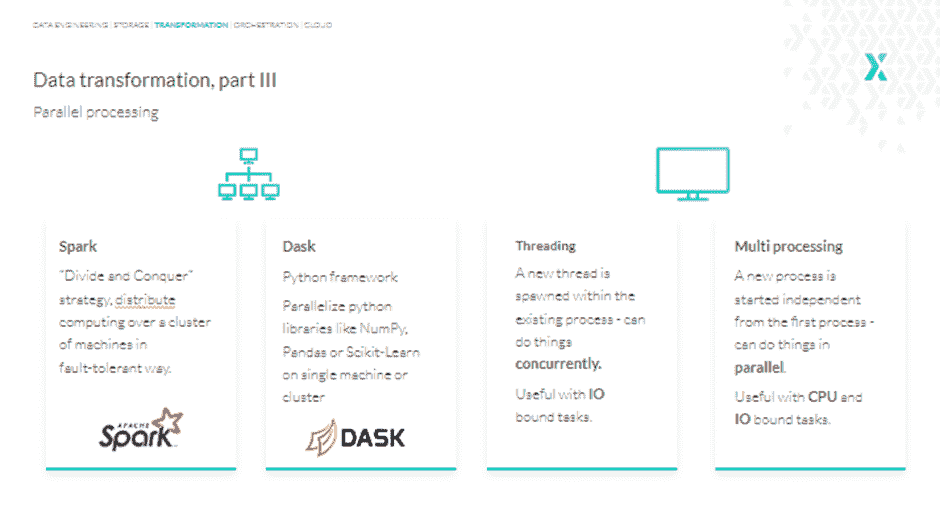 DATA ENGINEERING | STORAGE | TRANSFORMATION | ORCHESTRATION | CLOUD
Data transformation, part III
Parallel processing
Spark
"Divide and Conquer"
strategy, distribute
computing over a cluster
of machines in
fault-tolerant way.
APACHE
Spark
Dask
Python framework
Parallelize python
libraries like NumPy,
Pandas or Scikit-Learn
on single machine or
cluster
DASK
Threading
A new thread is
spawned within the
existing process - can
do things
concurrently.
Useful with IO
bound tasks.
Multi processing
A new process is
started independent
from the first process -
can do things in
parallel.
Useful with CPU and
IO bound tasks.